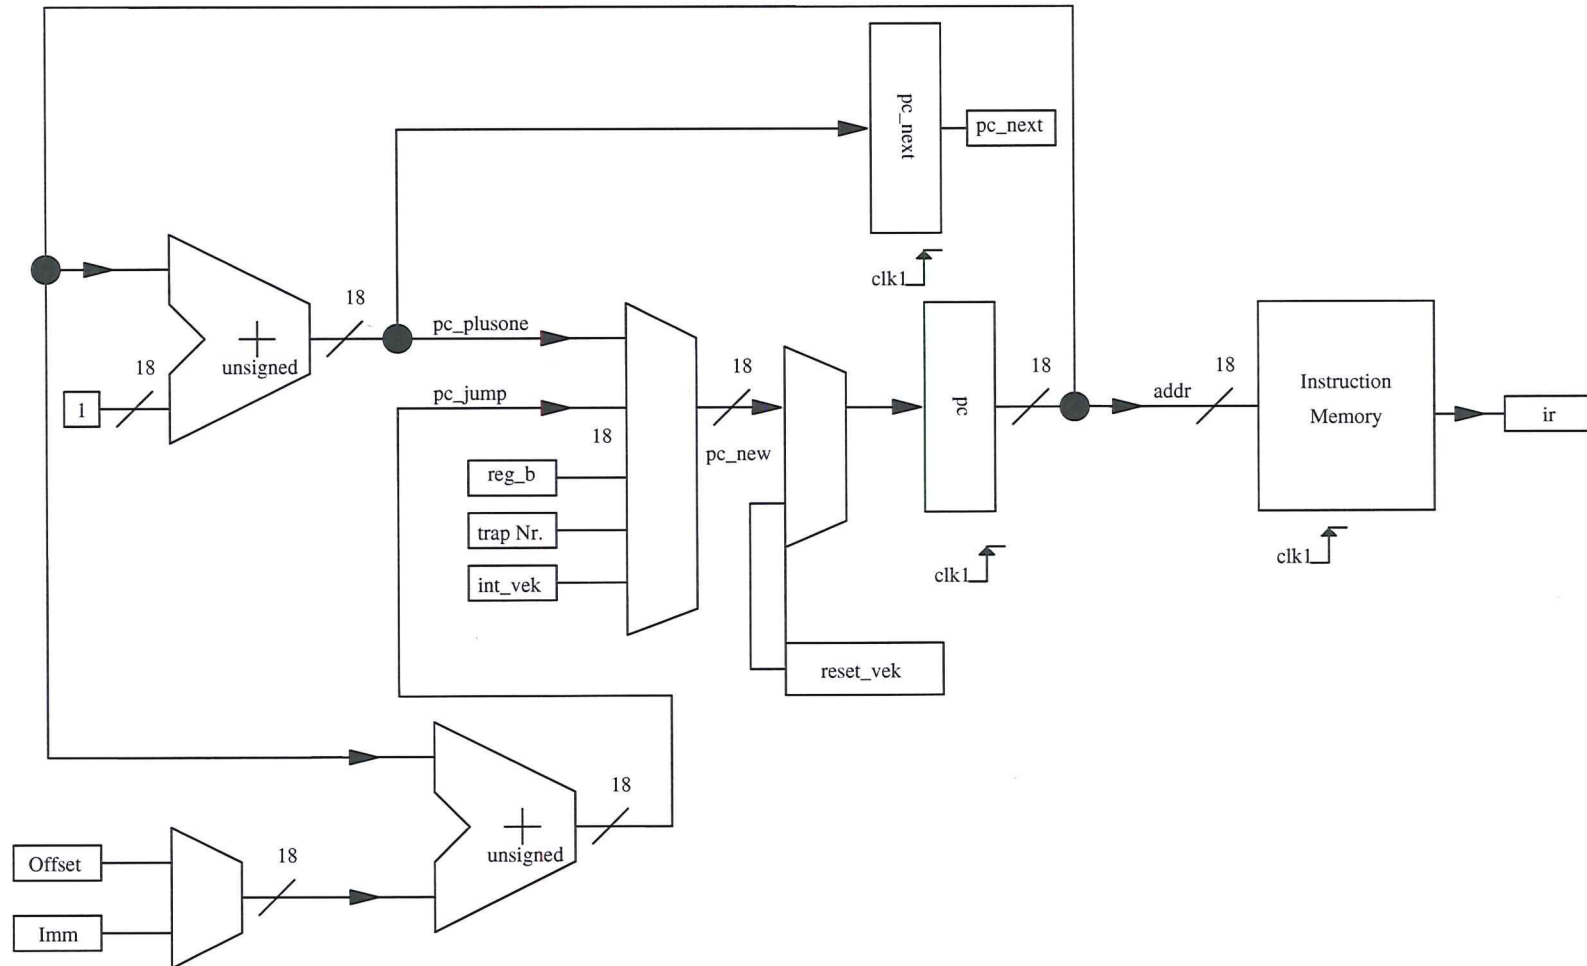 pc_next
pc_next
clk1
18
pc_plusone
unsigned
18
1
pc_jump
18
reg_b
trap Nr.
int_vek
18
pc_new
pc
clk1
18
addr
18
Instruction
Memory
clk1
ir
reset_vek
unsigned
18
Offset
Imm
18